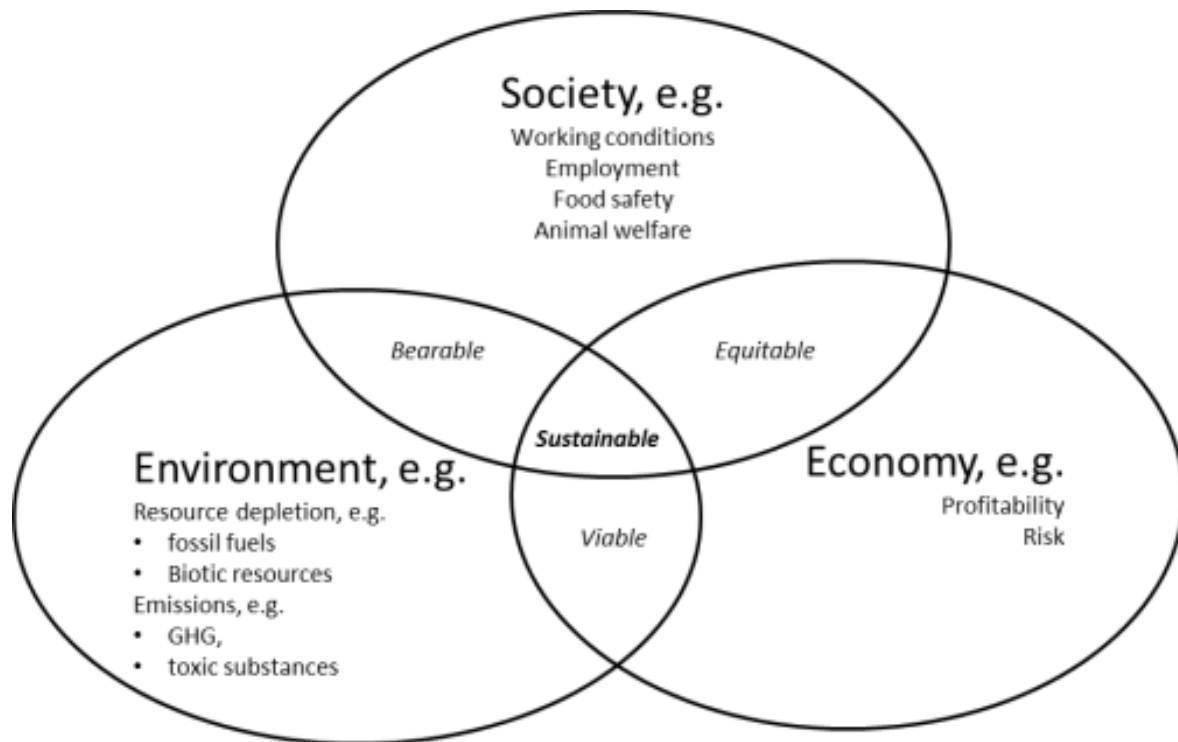 Society, e.g.
Working conditions
Employment
Food safety
Animal welfare
Bearable
Equitable
Sustainable
Environment, e.g.
Resource depletion, e.g.
• fossil fuels
• Biotic resources
Emissions, e.g.
• GHG,
• toxic substances
Economy, e.g.
Profitability
Risk
Viable